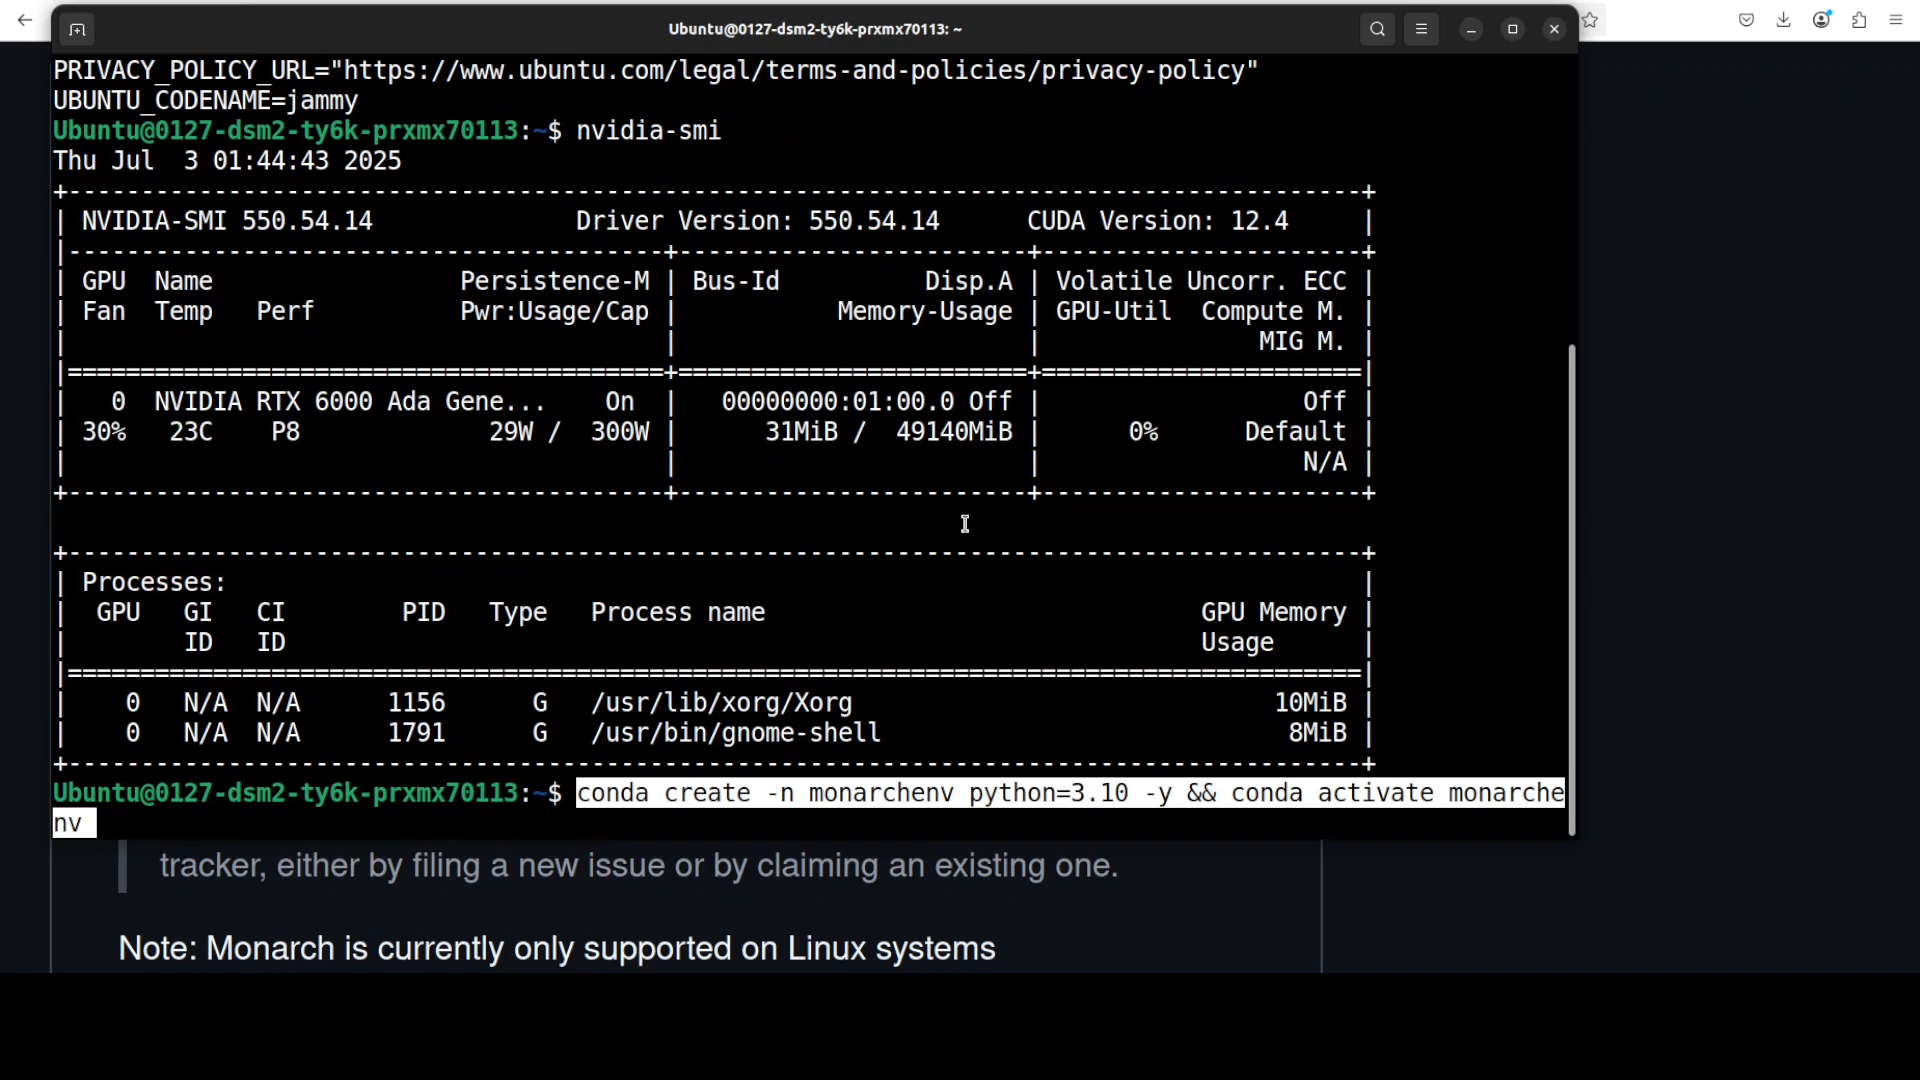 Ubuntu@0127-dsm2-ty6k-prxmx70113: ~
PRIVACY_POLICY_URL="https://www.ubuntu.com/legal/terms-and-policies/privacy-policy"
UBUNTU_CODENAME=jammy
Ubuntu@0127-dsm2-ty6k-prxmx70113:~$ nvidia-smi
Thu Jul  3 01:44:43 2025
+-----------------------------------------------------------------------------------------+
| NVIDIA-SMI 550.54.14              Driver Version: 550.54.14      CUDA Version: 12.4     |
|-----------------------------------------+------------------------+----------------------+
| GPU  Name                 Persistence-M | Bus-Id          Disp.A | Volatile Uncorr. ECC |
| Fan  Temp   Perf          Pwr:Usage/Cap |           Memory-Usage | GPU-Util  Compute M. |
|                                         |                        |               MIG M. |
|=========================================+========================+======================|
|   0  NVIDIA RTX 6000 Ada Gene...    On  |   00000000:01:00.0 Off |                  Off |
| 30%   23C    P8             29W /  300W |      31MiB /  49140MiB |      0%      Default |
|                                         |                        |                  N/A |
+-----------------------------------------+------------------------+----------------------+
+-----------------------------------------------------------------------------------------+
| Processes:                                                                              |
|  GPU   GI   CI        PID   Type   Process name                              GPU Memory |
|        ID   ID                                                               Usage      |
|=========================================================================================|
|    0   N/A  N/A      1156      G   /usr/lib/xorg/Xorg                             10MiB |
|    0   N/A  N/A      1791      G   /usr/bin/gnome-shell                            8MiB |
+-----------------------------------------------------------------------------------------+
Ubuntu@0127-dsm2-ty6k-prxmx70113:~$ conda create -n monarchenv python=3.10 -y && conda activate monarche
nv
tracker, either by filing a new issue or by claiming an existing one.
Note: Monarch is currently only supported on Linux systems